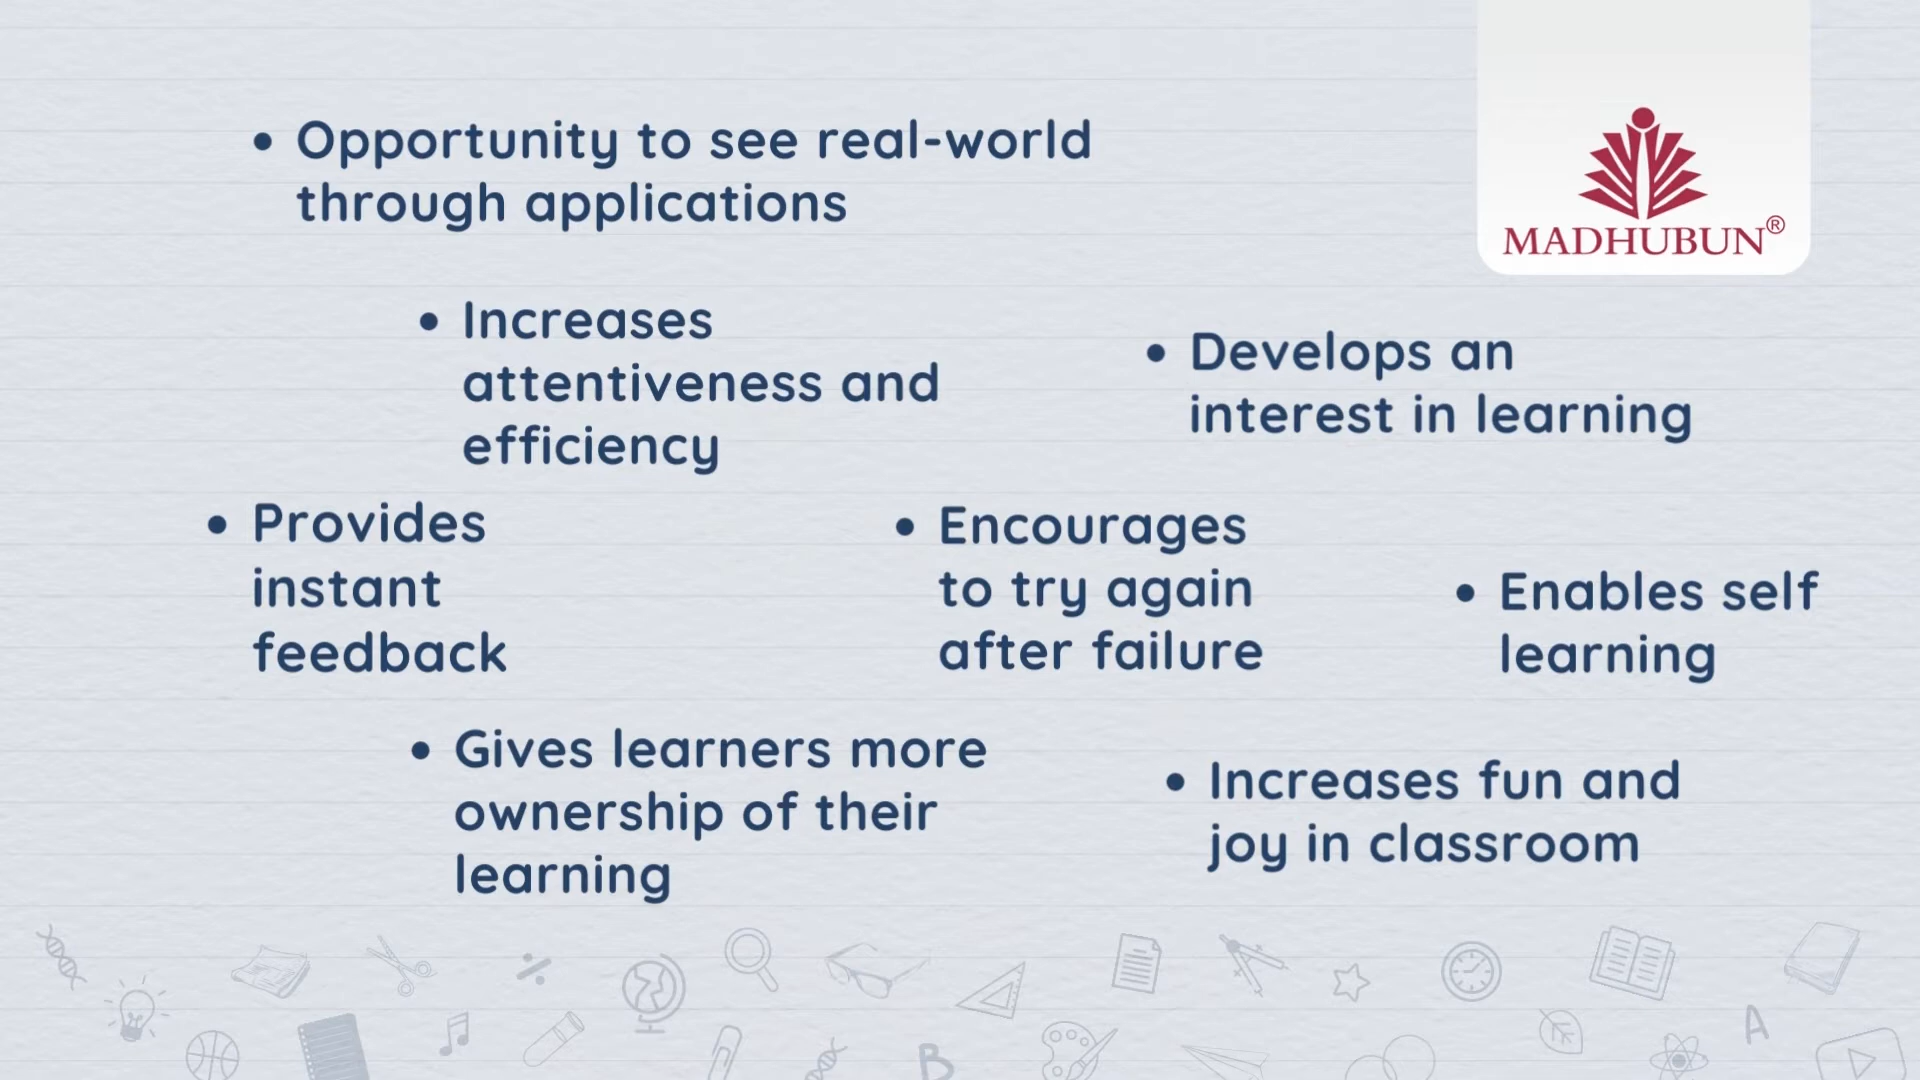 • Opportunity to see real-world
through applications
MADHUBUN®
• Increases
attentiveness and
efficiency
• Develops an
interest in learning
• Provides
instant
feedback
• Encourages
to try again
after failure
• Enables self
learning
• Gives learners more
ownership of their
learning
• Increases fun and
joy in classroom
A
B